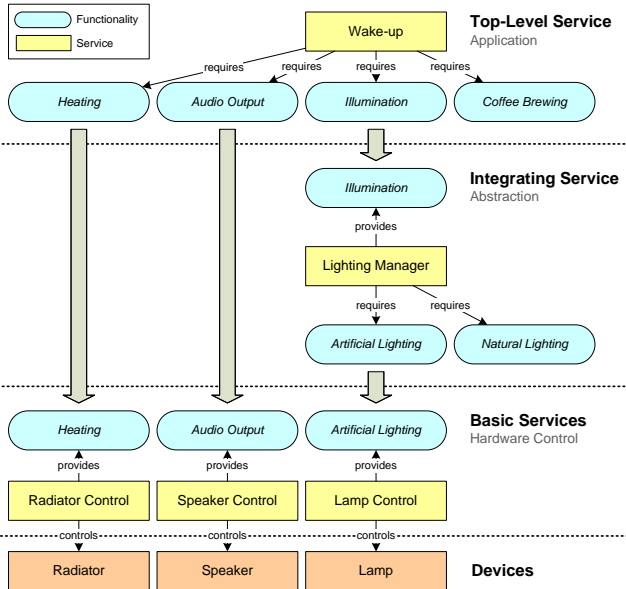 Functionality
Service
Wake-up
Top-Level Service
Application
requires
requires
requires
requires
Heating
Audio Output
Illumination
Coffee Brewing
Illumination
Integrating Service
Abstraction
provides
Lighting Manager
requires
requires
Artificial Lighting
Natural Lighting
Heating
Audio Output
Artificial Lighting
Basic Services
Hardware Control
provides
provides
provides
Radiator Control
Speaker Control
Lamp Control
controls
controls
controls
Radiator
Speaker
Lamp
Devices